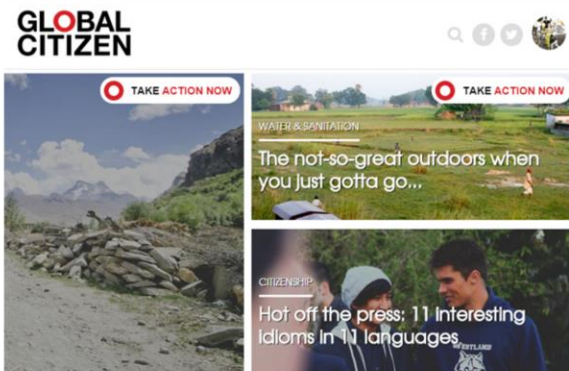 GLOBAL
CITIZEN
TAKE ACTION NOW
TAKE ACTION NOW
WATER & SANITATION
The not-so-great outdoors when
you just gotta go...
CITIZENSHIP
Hot off the press: 11 interesting
idioms in 11 languages